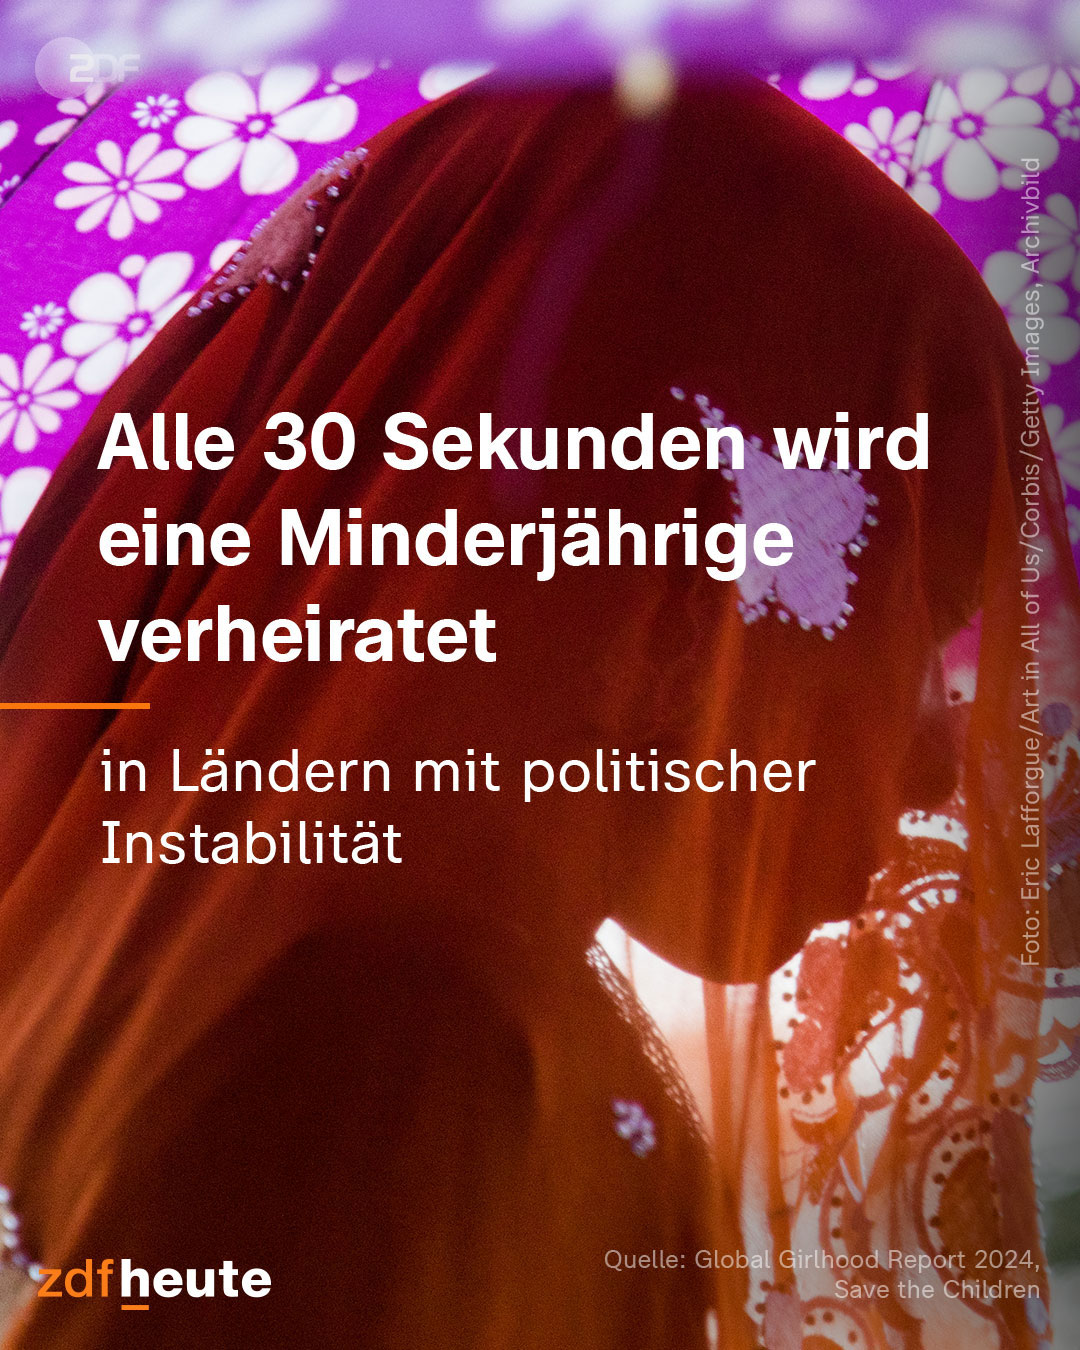 ZDF
Alle 30 Sekunden wird
eine Minderjährige
verheiratet
in Ländern mit politischer
Instabilität
Foto: Eric Lafforgue/Art in All of Us/Corbis/Getty Images, Archivbild
zdfheute
Quelle: Global Girlhood Report 2024,
Save the Children